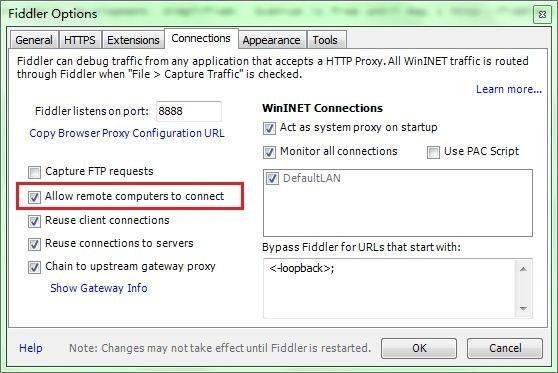 Fiddler Options
General HTTPS Extensions Connections Appearance Tools
Fiddler can debug traffic from any application that accepts a HTTP Proxy. All WinINET traffic is routed
through Fiddler when "File > Capture Traffic" is checked.
Learn more...
Fiddler listens on port: 8888
Copy Browser Proxy Configuration URL
Capture FTP requests
Allow remote computers to connect
Reuse client connections
Reuse connections to servers
Chain to upstream gateway proxy
Show Gateway Info
WinINET Connections
Act as system proxy on startup
Monitor all connections Use PAC Script
DefaultLAN
Bypass Fiddler for URLs that start with:
<-loopback>;
Help Note: Changes may not take effect until Fiddler is restarted. OK Cancel